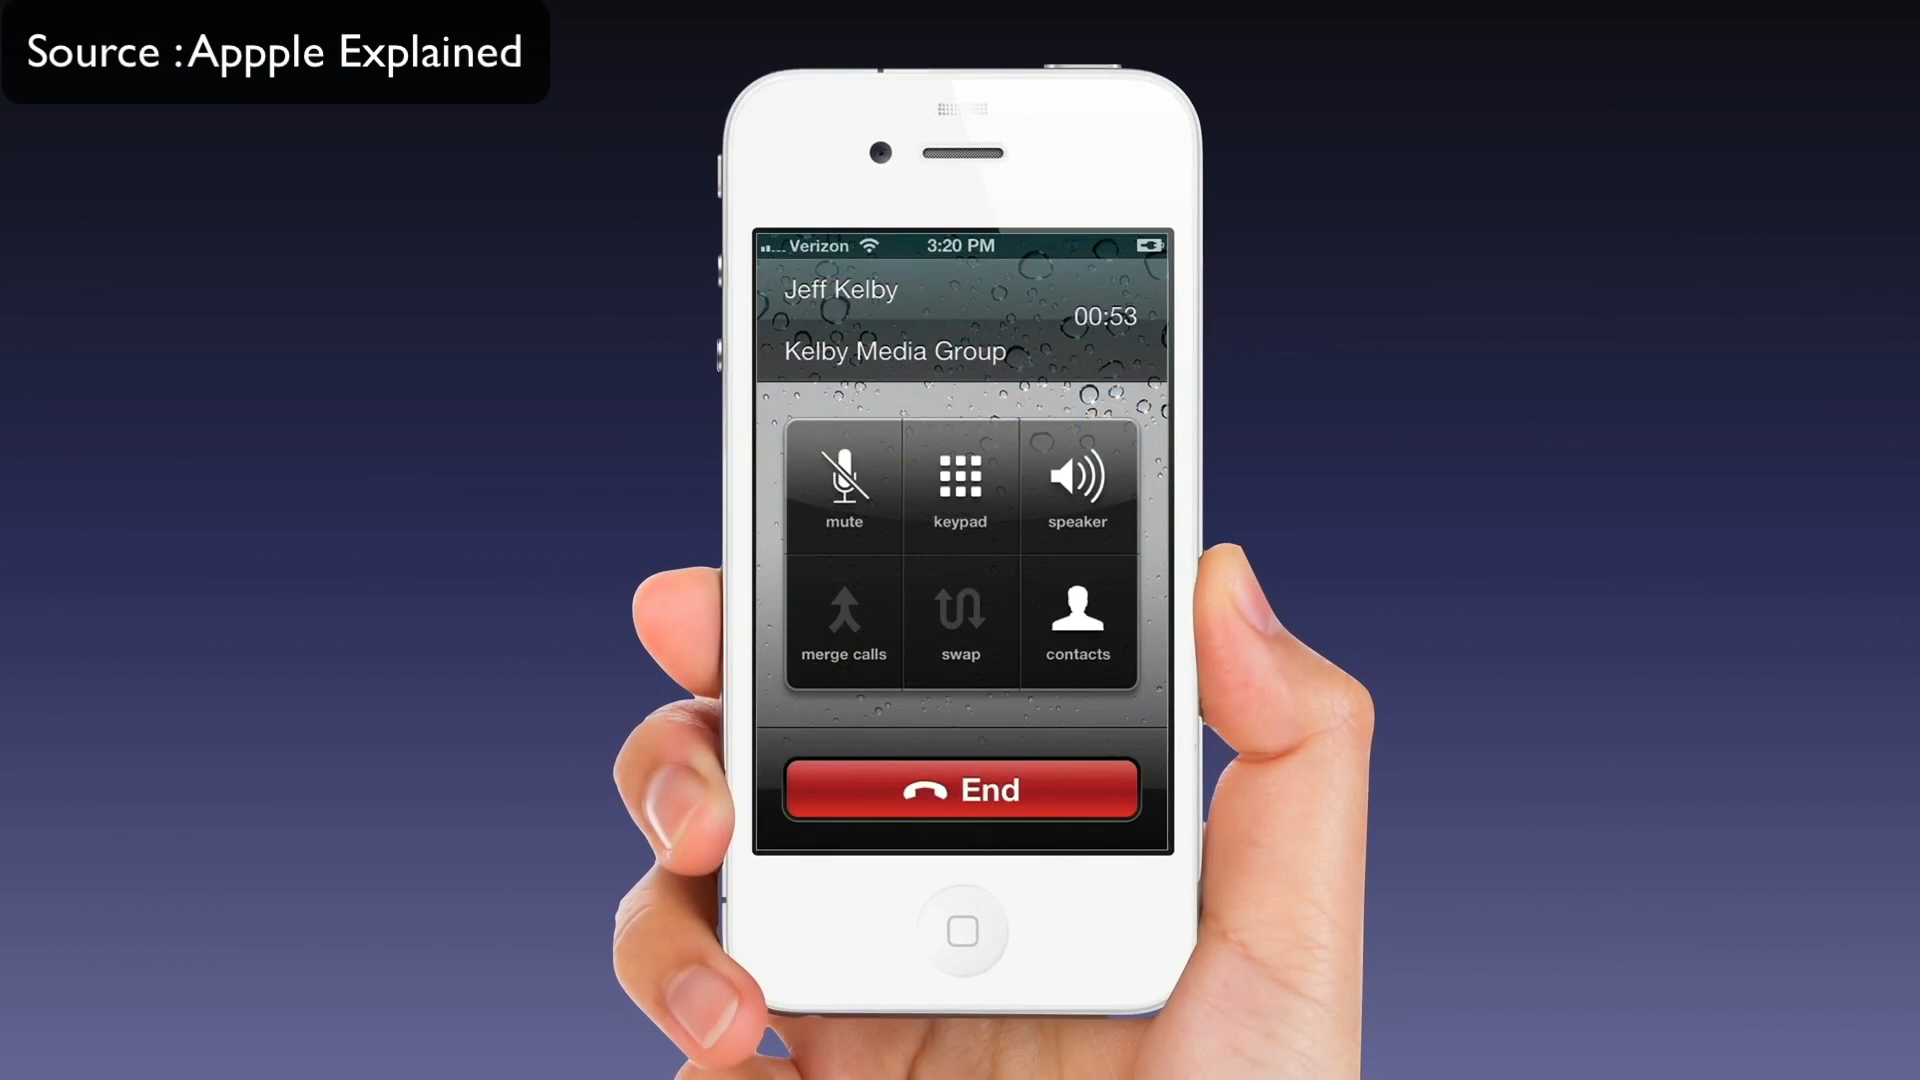 Source : Appple Explained
Verizon 3:20 PM
Jeff Kelby
00:53
Kelby Media Group
mute keypad speaker
merge calls swap contacts
End